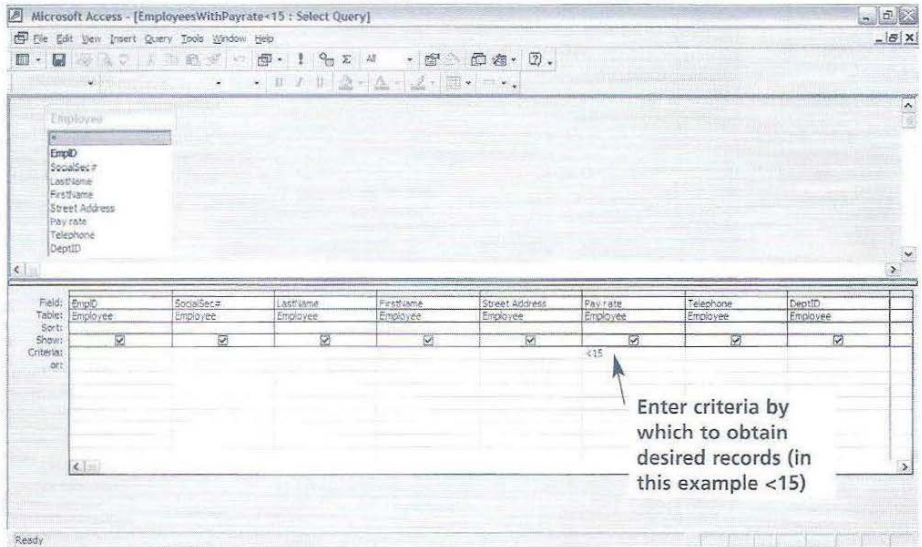 Microsoft Access - [EmployeesWithPayrate<15 : Select Query]
File Edit View Insert Query Tools Window Help
All
Employee
*
EmpID
SocialSec#
LastName
FirstName
Street Address
Pay rate
Telephone
DeptID
Field: EmpID SocialSec# LastName FirstName Street Address Pay rate Telephone DeptID
Table: Employee Employee Employee Employee Employee Employee Employee Employee
Sort:
Show:
Criteria: <15
or:
Enter criteria by
which to obtain
desired records (in
this example <15)
Ready